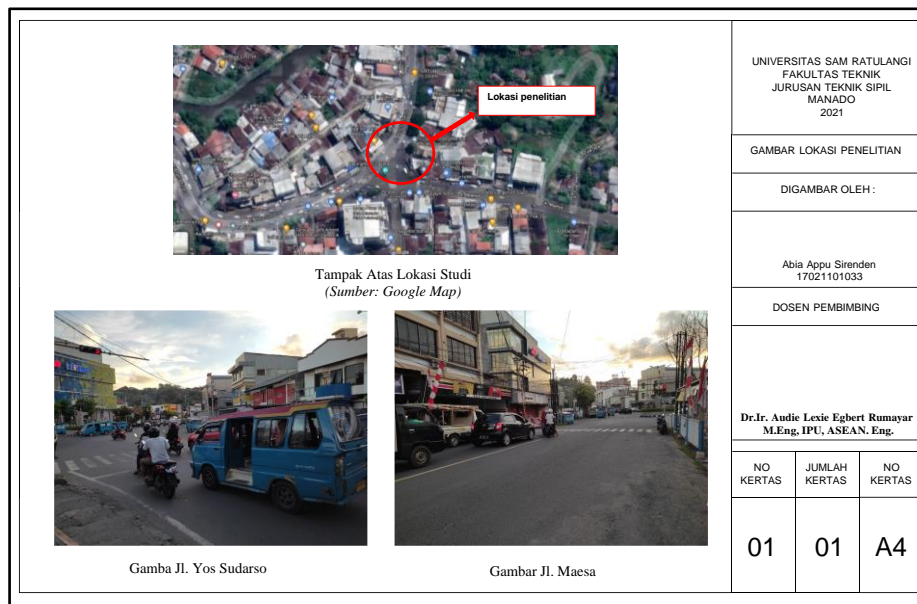 Lokasi penelitian
Tampak Atas Lokasi Studi
(Sumber: Google Map)
Gamba Jl. Yos Sudarso
Gambar Jl. Maesa
UNIVERSITAS SAM RATULANGI
FAKULTAS TEKNIK
JURUSAN TEKNIK SIPIL
MANADO
2021
GAMBAR LOKASI PENELITIAN
DIGAMBAR OLEH :
Abia Appu Sirenden
17021101033
DOSEN PEMBIMBING
Dr.Ir. Audie Lexie Egbert Rumayar
M.Eng, IPU, ASEAN. Eng.
NO KERTAS
JUMLAH KERTAS
NO KERTAS
01
01
A4